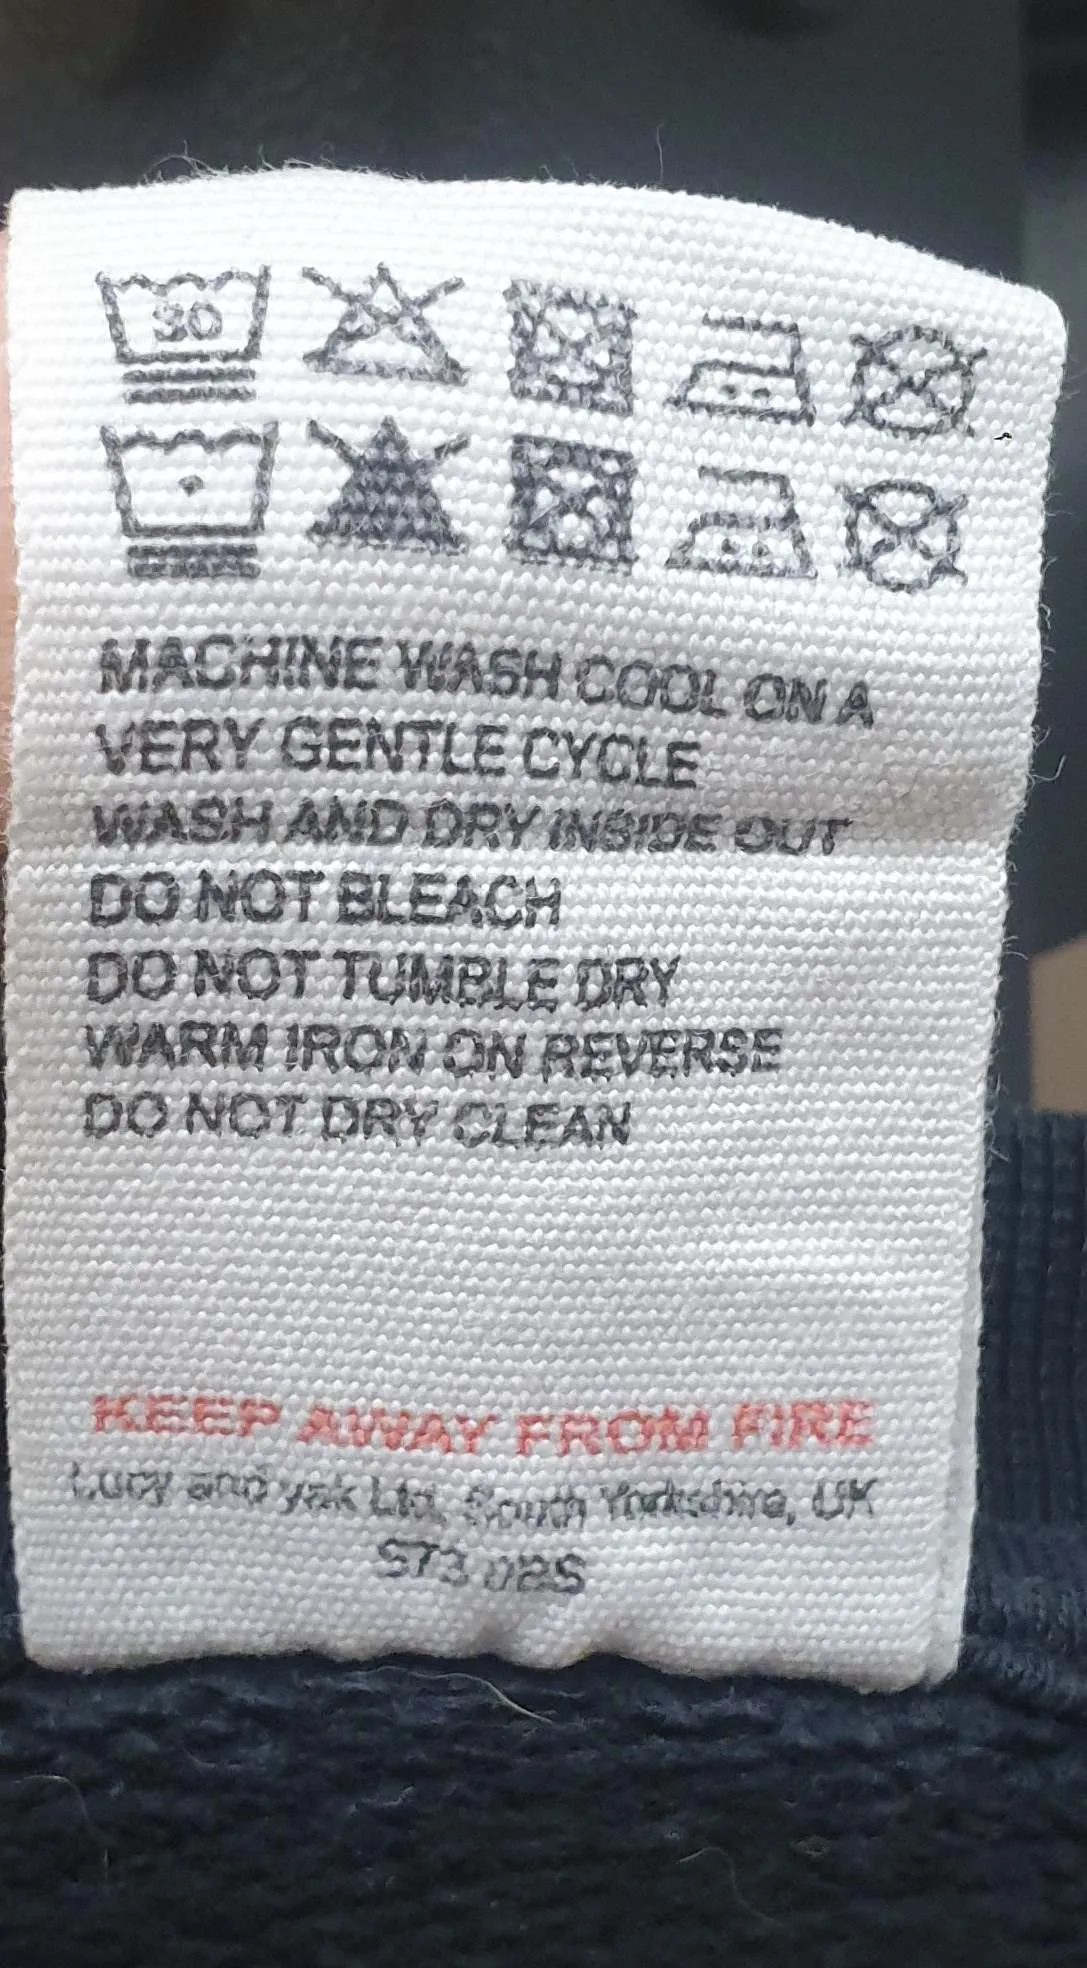 30
MACHINE WASH COOL ON A
VERY GENTLE CYCLE
WASH AND DRY INSIDE OUT
DO NOT BLEACH
DO NOT TUMBLE DRY
WARM IRON ON REVERSE
DO NOT DRY CLEAN
KEEP AWAY FROM FIRE
Lucy and yak Ltd, South Yorkshire, UK